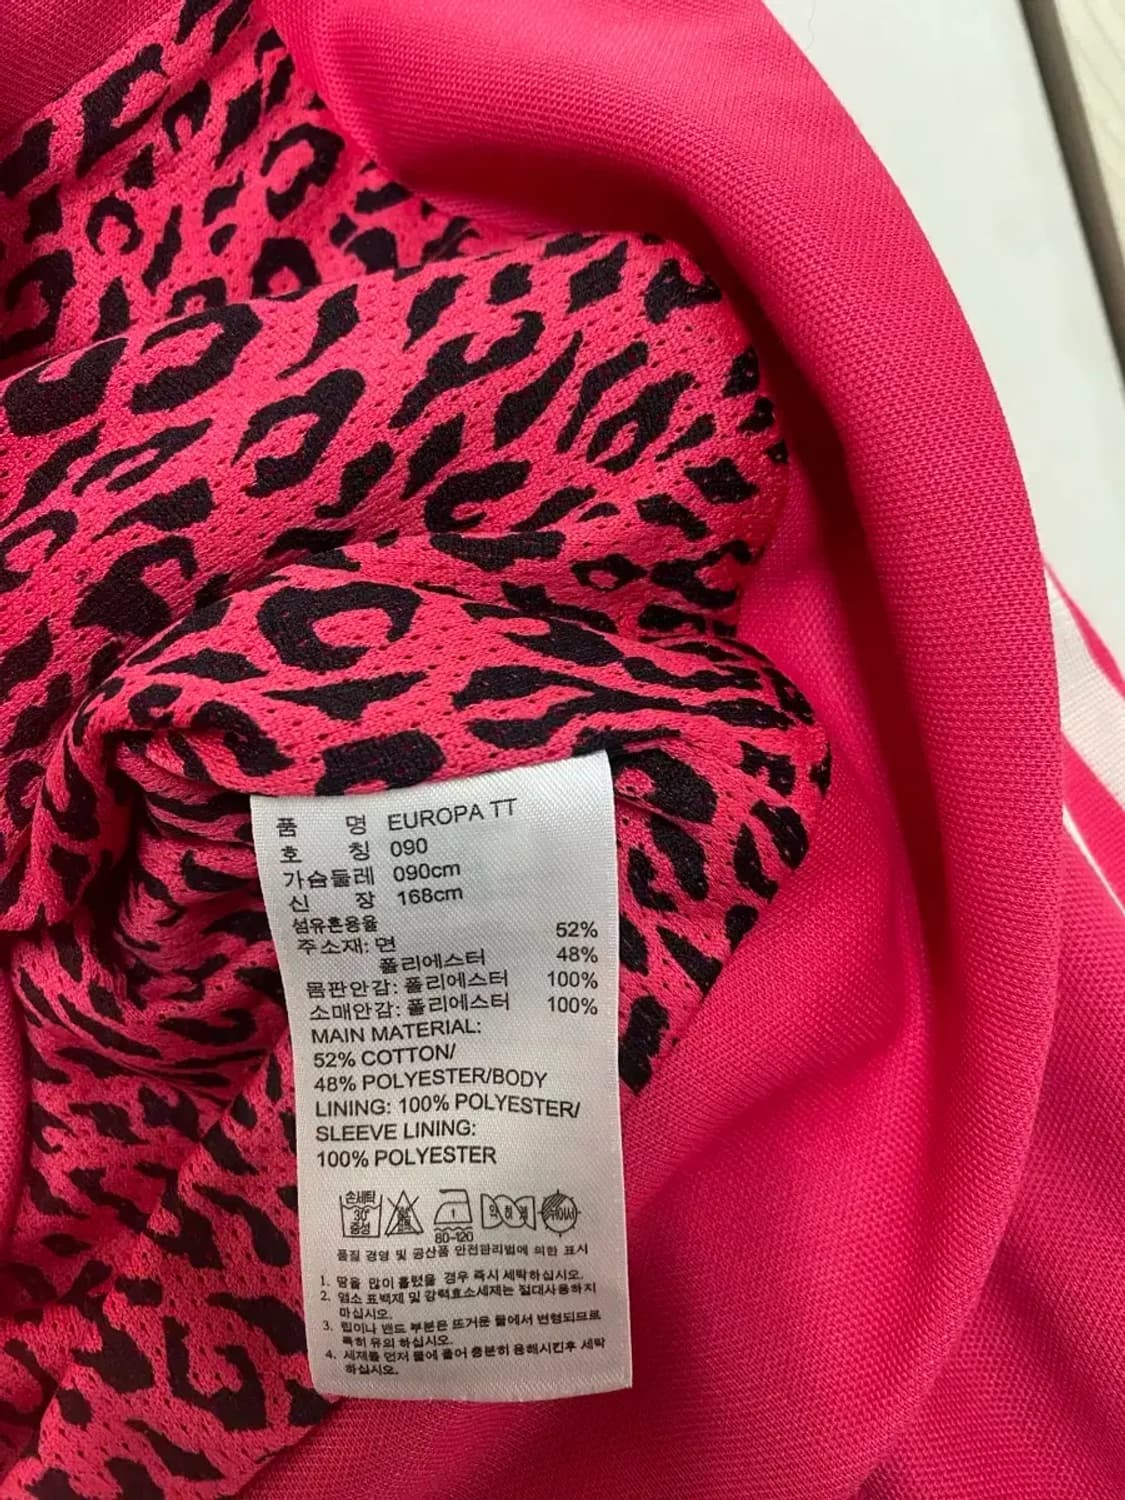 품 명 EUROPA TT
호 칭 090
가슴둘레 090cm
신 장 168cm
섬유혼용율
주소재: 면 52%
폴리에스터 48%
몸판안감: 폴리에스터 100%
소매안감: 폴리에스터 100%
MAIN MATERIAL:
52% COTTON/
48% POLYESTER/BODY
LINING: 100% POLYESTER/
SLEEVE LINING:
100% POLYESTER
손세탁
30°
중성
1
80-120
약하게
품질 경영 및 공산품 안전관리법에 의한 표시
1. 땀을 많이 흘렸을 경우 즉시 세탁하십시오.
2. 염소 표백제 및 강력효소세제는 절대사용하지
마십시오.
3. 립이나 밴드 부분은 뜨거운 물에서 변형되므로
특히 유의 하십시오.
4. 세제를 먼저 물에 풀어 충분히 용해시킨후 세탁
하십시오.